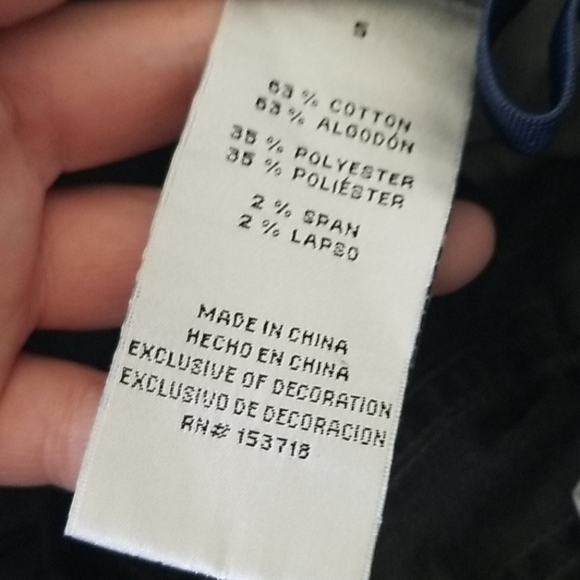 S
63 % COTTON
63 % ALGODÓN
35 % POLYESTER
35 % POLIÉSTER
2 % SPAN
2 % LAPSO
MADE IN CHINA
HECHO EN CHINA
EXCLUSIVE OF DECORATION
EXCLUSIVO DE DECORACION
RN# 153718